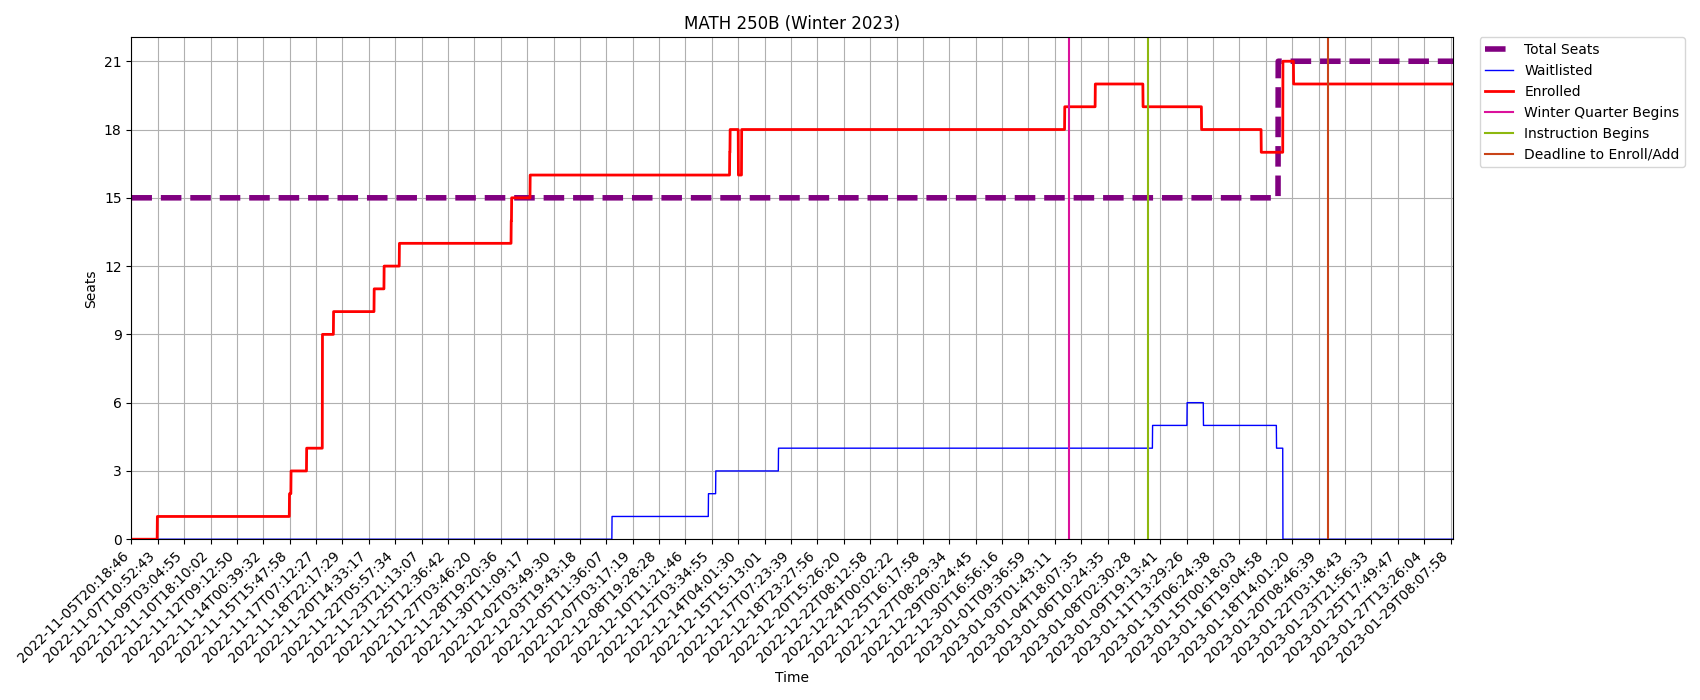 MATH 250B (Winter 2023)
Total Seats
Waitlisted
Enrolled
Winter Quarter Begins
Instruction Begins
Deadline to Enroll/Add
Seats
21
18
15
12
9
6
3
0
2022-11-05T20:18:46
2022-11-07T10:52:43
2022-11-09T03:04:55
2022-11-10T18:10:02
2022-11-12T09:12:50
2022-11-14T00:39:32
2022-11-15T15:47:58
2022-11-17T07:12:27
2022-11-18T22:17:29
2022-11-20T14:33:17
2022-11-22T05:57:34
2022-11-23T21:13:07
2022-11-25T12:36:42
2022-11-27T03:46:20
2022-11-28T19:20:36
2022-11-30T11:09:17
2022-12-02T03:49:30
2022-12-03T19:43:18
2022-12-05T11:36:07
2022-12-07T03:17:19
2022-12-08T19:28:28
2022-12-10T11:21:46
2022-12-12T03:34:55
2022-12-14T04:01:30
2022-12-15T15:13:01
2022-12-17T07:23:39
2022-12-18T23:27:56
2022-12-20T15:26:20
2022-12-22T08:12:58
2022-12-24T00:02:22
2022-12-25T16:17:58
2022-12-27T08:29:34
2022-12-29T00:24:45
2022-12-30T16:56:16
2023-01-01T09:36:59
2023-01-03T01:43:11
2023-01-04T18:07:35
2023-01-06T10:24:35
2023-01-08T02:30:28
2023-01-09T19:13:41
2023-01-11T13:29:26
2023-01-13T06:24:38
2023-01-15T00:18:03
2023-01-16T19:04:58
2023-01-18T14:01:20
2023-01-20T08:46:39
2023-01-22T03:18:43
2023-01-23T21:56:33
2023-01-25T17:49:47
2023-01-27T13:26:04
2023-01-29T08:07:58
Time